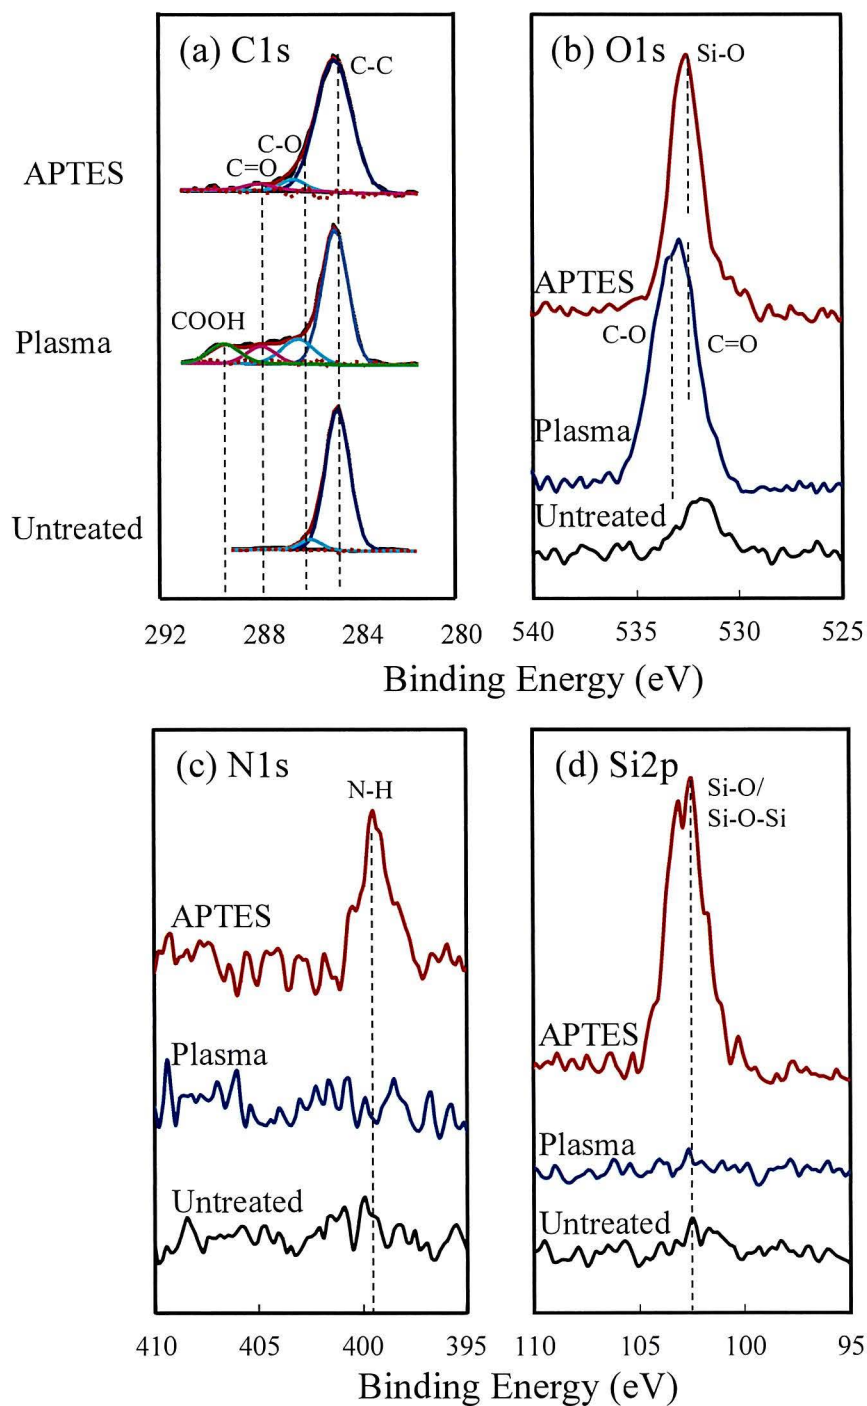 (a) C1s
C-C
C-O
C=O
APTES
COOH
Plasma
Untreated
292 288 284 280
(b) O1s
Si-O
APTES
C-O
C=O
Plasma
Untreated
540 535 530 525
Binding Energy (eV)
(c) N1s
N-H
APTES
Plasma
Untreated
410 405 400 395
(d) Si2p
Si-O/
Si-O-Si
APTES
Plasma
Untreated
110 105 100 95
Binding Energy (eV)